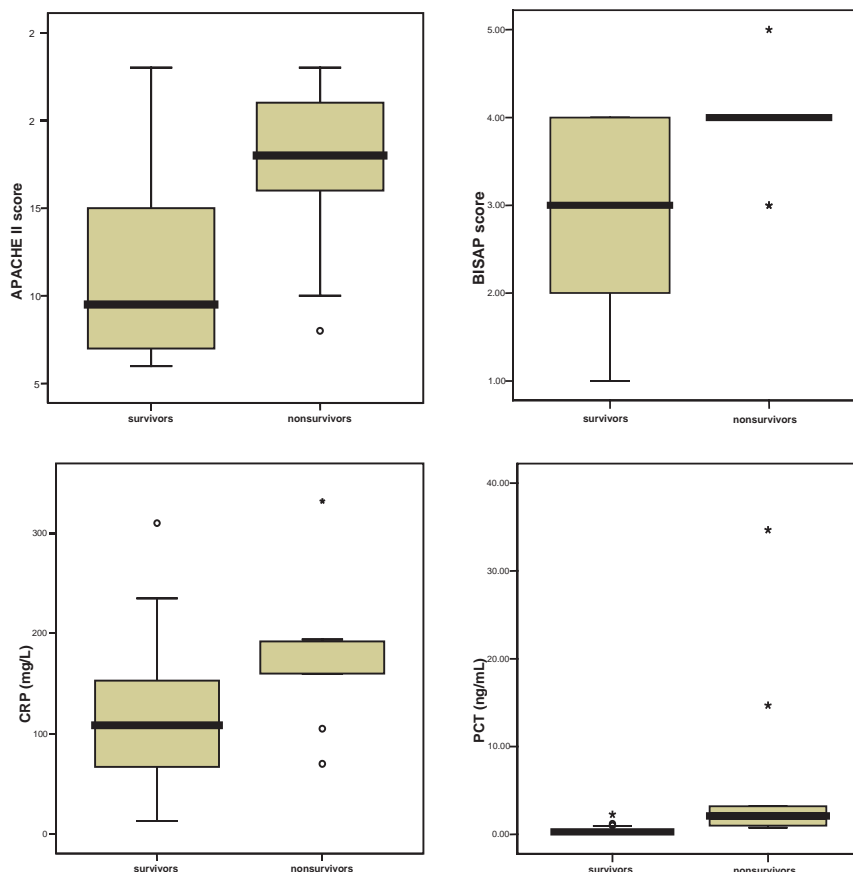 APACHE II score
2
2
15
10
5
survivors
nonsurvivors
BISAP score
5.00
4.00
3.00
2.00
1.00
survivors
nonsurvivors
CRP (mg/L)
300
200
100
0
survivors
nonsurvivors
PCT (ng/mL)
40.00
30.00
20.00
10.00
0.00
survivors
nonsurvivors